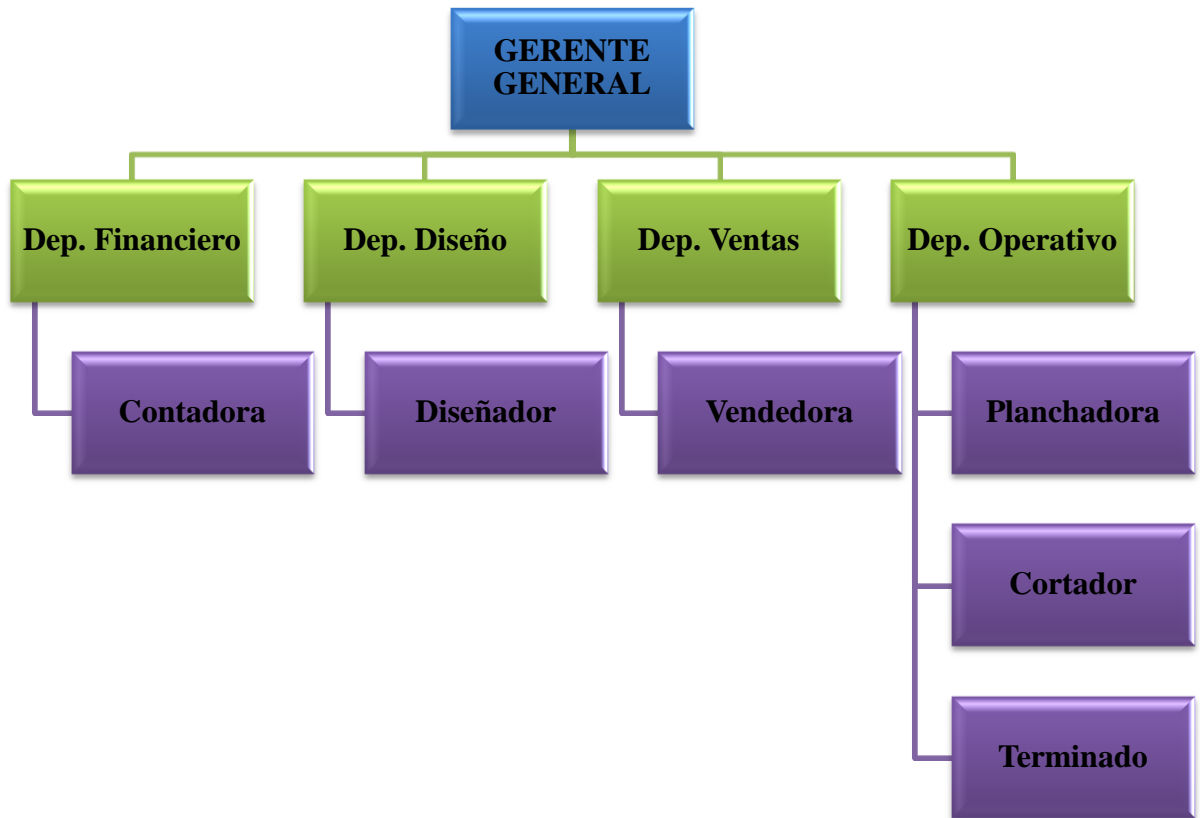 GERENTE
GENERAL
Dep. Financiero
Dep. Diseño
Dep. Ventas
Dep. Operativo
Contadora
Diseñador
Vendedora
Planchadora
Cortador
Terminado